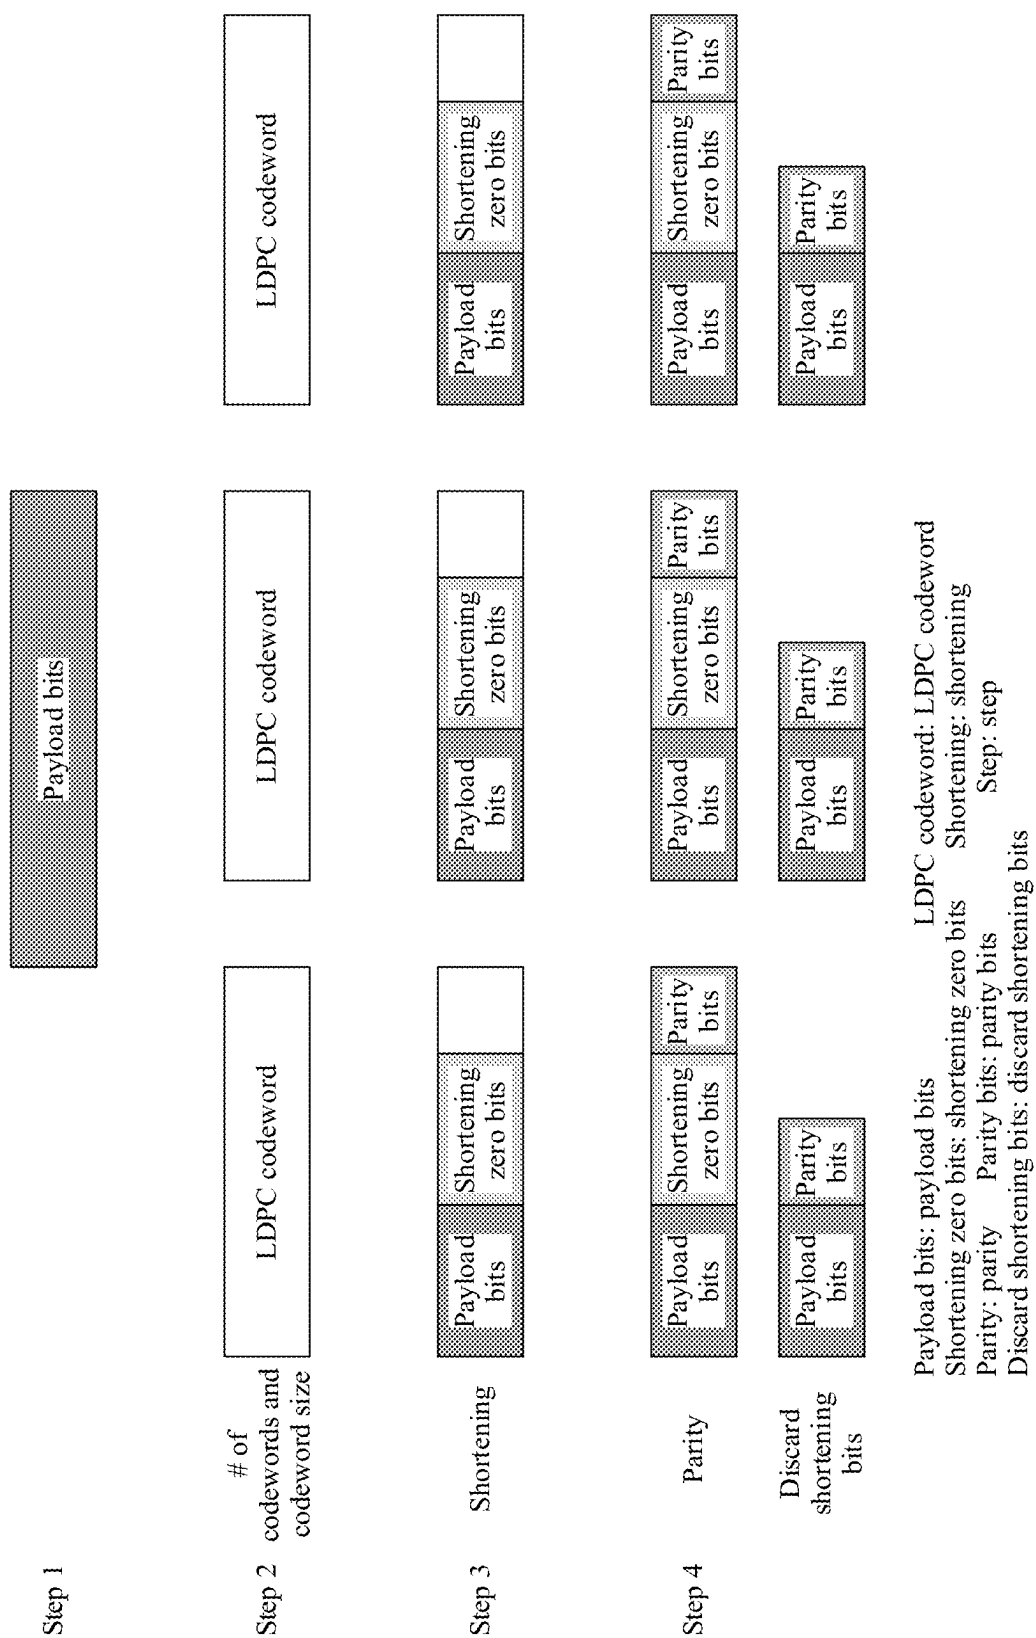 Step 1
Payload bits
Step 2
# of
codewords and
codeword size
LDPC codeword
LDPC codeword
LDPC codeword
Step 3
Shortening
Payload
bits
Shortening
zero bits
Payload
bits
Shortening
zero bits
Payload
bits
Shortening
zero bits
Step 4
Parity
Payload
bits
Shortening
zero bits
Parity
bits
Payload
bits
Shortening
zero bits
Parity
bits
Payload
bits
Shortening
zero bits
Parity
bits
Discard
shortening
bits
Payload
bits
Parity
bits
Payload
bits
Parity
bits
Payload
bits
Parity
bits
Payload bits: payload bits LDPC codeword: LDPC codeword
Shortening zero bits: shortening zero bits Shortening: shortening
Parity: parity Parity bits: parity bits Step: step
Discard shortening bits: discard shortening bits